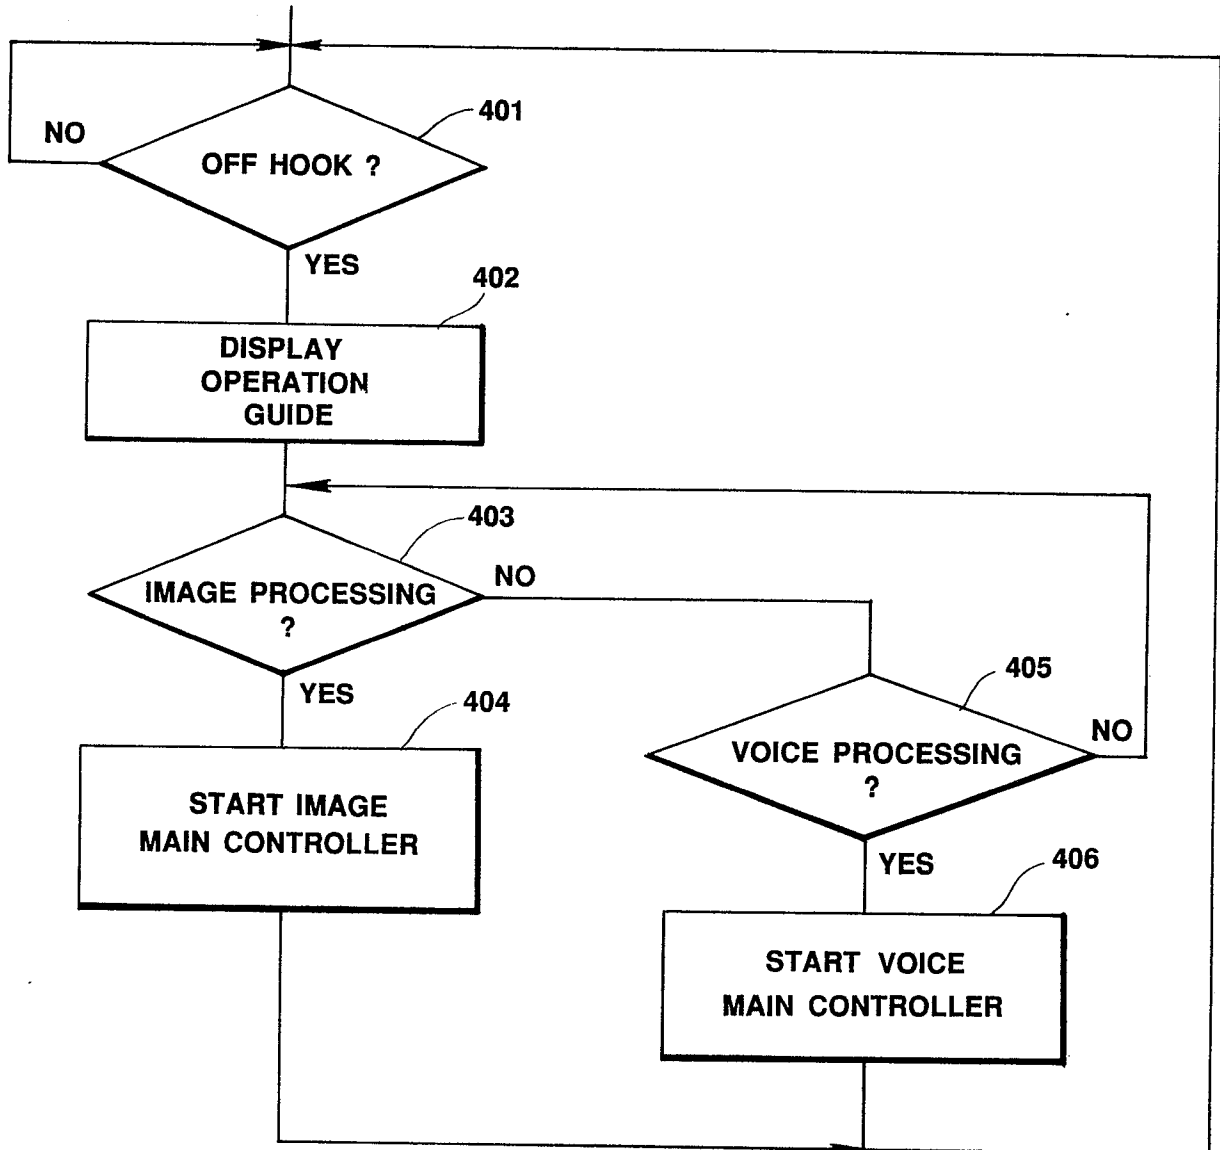 401
NO
OFF HOOK ?
YES
402
DISPLAY
OPERATION
GUIDE
403
NO
IMAGE PROCESSING
?
YES
404
405
NO
VOICE PROCESSING
?
START IMAGE
MAIN CONTROLLER
YES
406
START VOICE
MAIN CONTROLLER